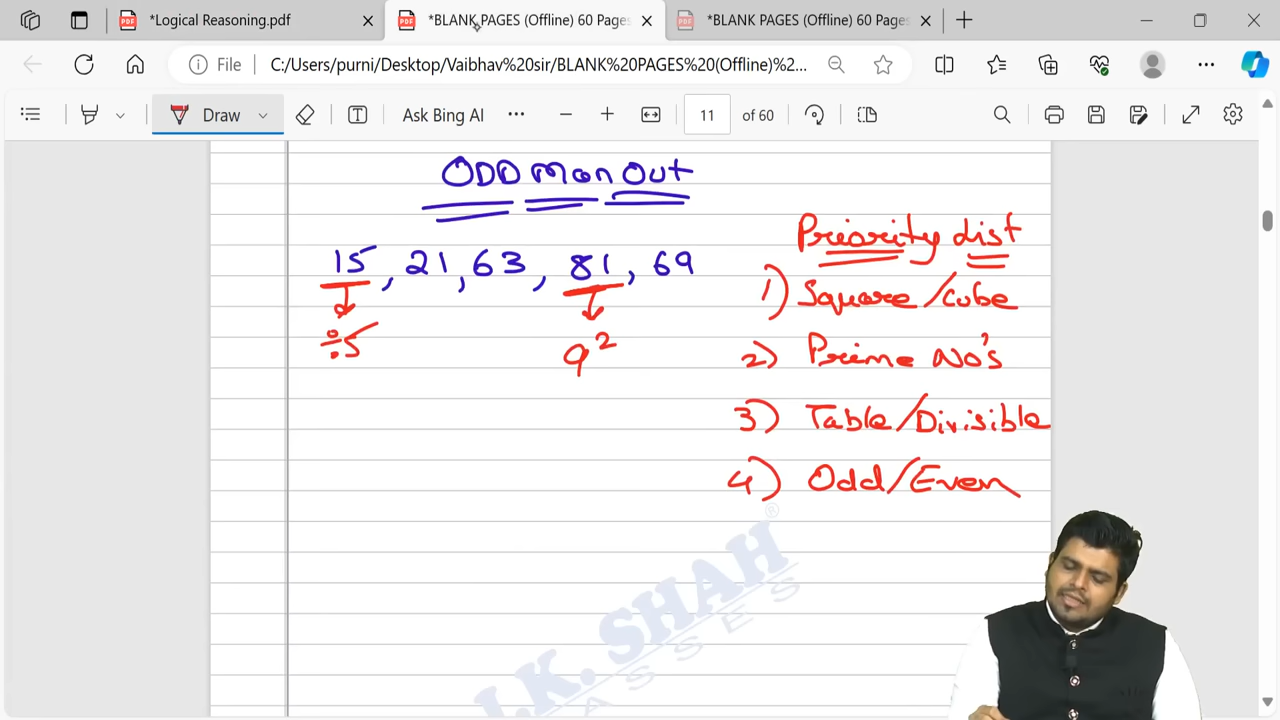 *Logical Reasoning.pdf
*BLANK PAGES (Offline) 60 Pages
*BLANK PAGES (Offline) 60 Pages
File
C:/Users/purni/Desktop/Vaibhav%20sir/BLANK%20PAGES%20(Offline)%2...
Draw
Ask Bing AI
11
of 60
ODD Man Out
15, 21, 63, 81, 69
÷5
9²
Priority List
1) Square/Cube
2) Prime No's
3) Table/Divisible
4) Odd/Even
J.K. SHAH®
CLASSES